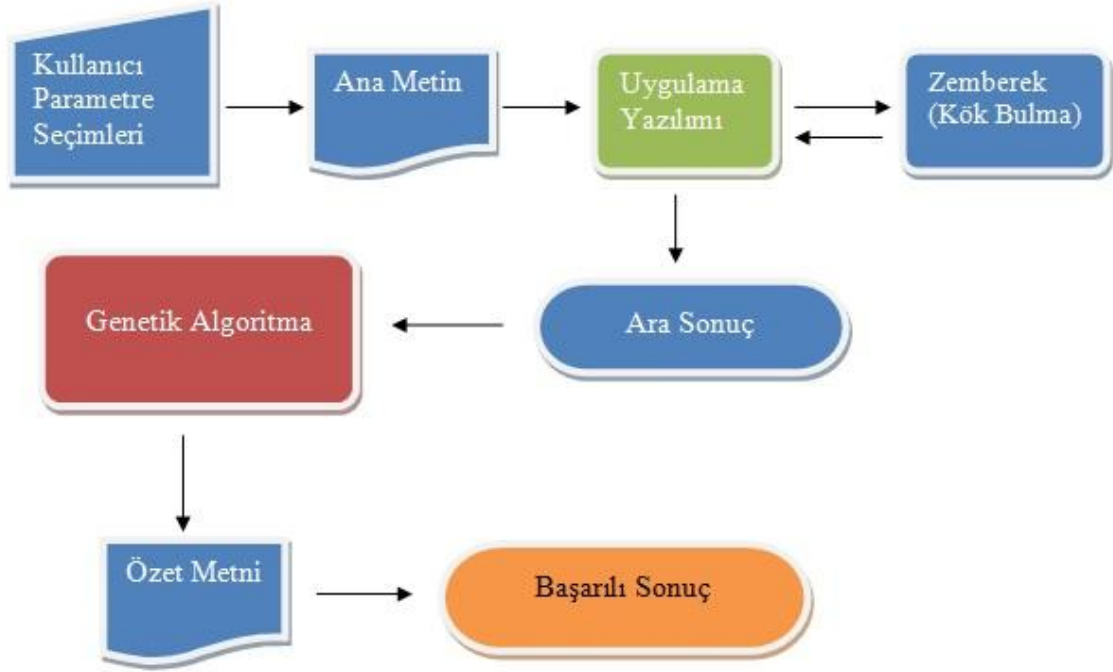 Kullanıcı
Parametre
Seçimleri
Ana Metin
Uygulama
Yazılımı
Zemberek
(Kök Bulma)
Genetik Algoritma
Ara Sonuç
Özet Metni
Başarılı Sonuç